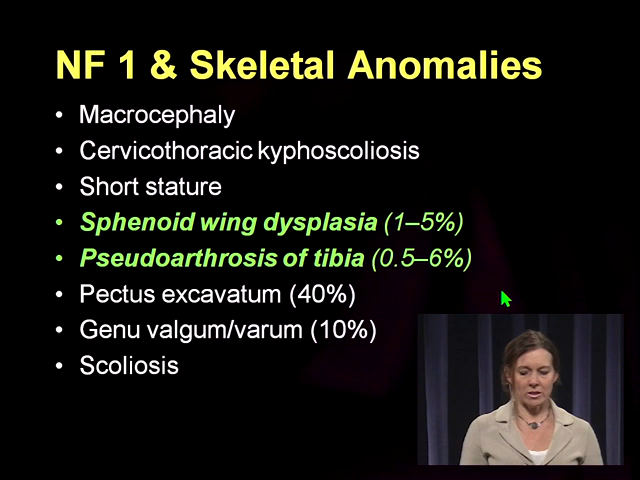 NF 1 & Skeletal Anomalies
• Macrocephaly
• Cervicothoracic kyphoscoliosis
• Short stature
• Sphenoid wing dysplasia (1–5%)
• Pseudoarthrosis of tibia (0.5–6%)
• Pectus excavatum (40%)
• Genu valgum/varum (10%)
• Scoliosis